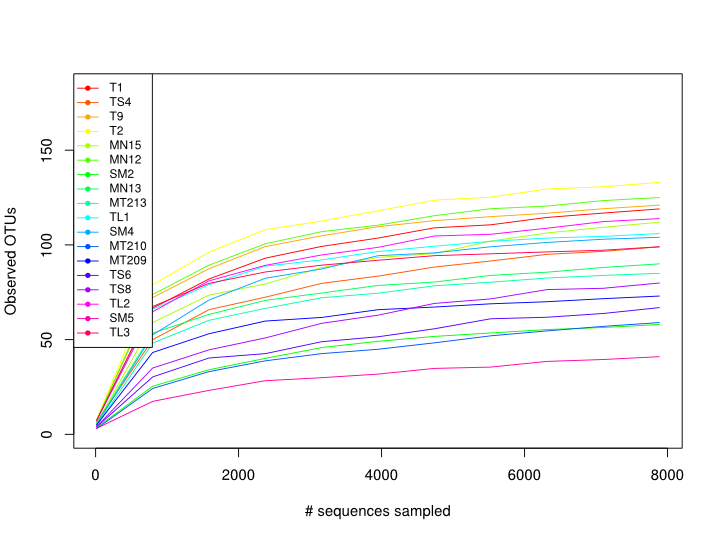 T1
TS4
T9
T2
MN15
MN12
SM2
MN13
MT213
TL1
SM4
MT210
MT209
TS6
TS8
TL2
SM5
TL3
Observed OTUs
150
100
50
0
0 2000 4000 6000 8000
# sequences sampled